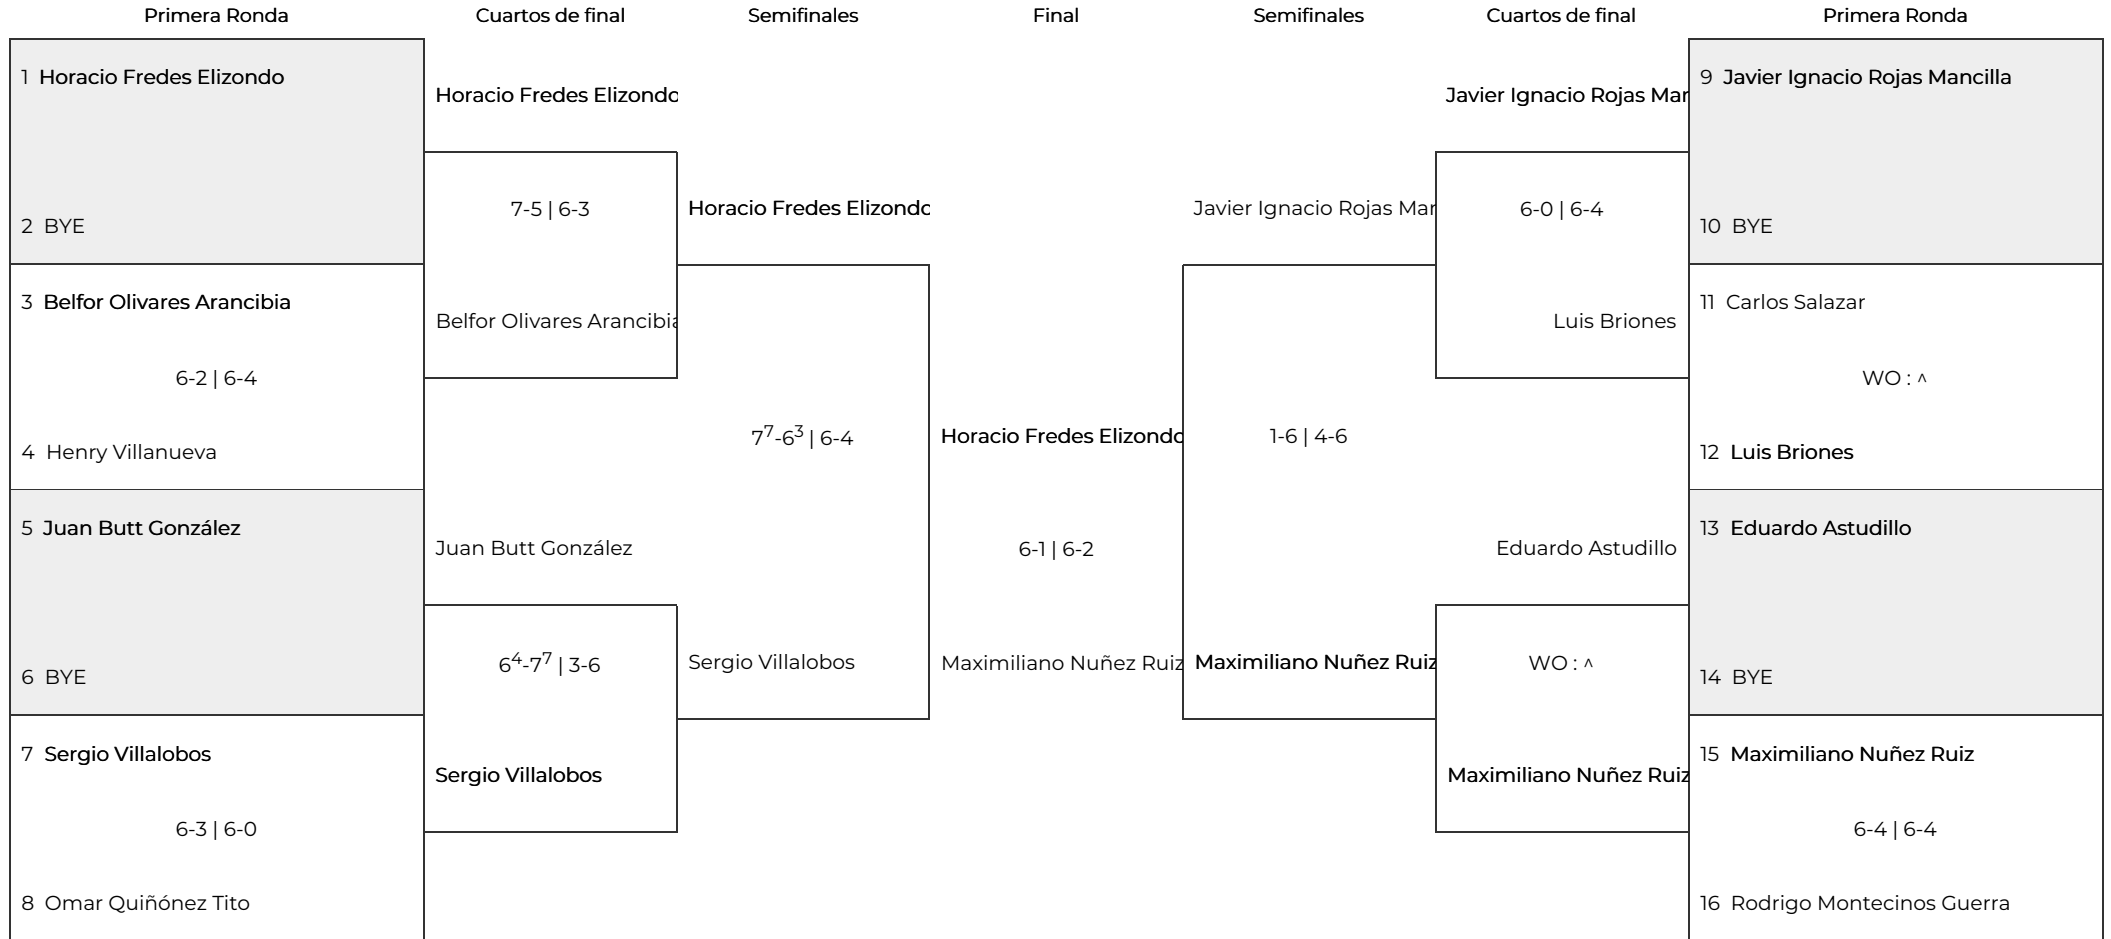 Primera Ronda
Cuartos de final
Semifinales
Final
Semifinales
Cuartos de final
Primera Ronda
1 Horacio Fredes Elizondo
2 BYE
3 Belfor Olivares Arancibia
6-2 | 6-4
4 Henry Villanueva
5 Juan Butt González
6 BYE
7 Sergio Villalobos
6-3 | 6-0
8 Omar Quiñónez Tito
Horacio Fredes Elizondo
7-5 | 6-3
Belfor Olivares Arancibia
Juan Butt González
6⁴-7⁷ | 3-6
Sergio Villalobos
Horacio Fredes Elizondo
7⁷-6³ | 6-4
Sergio Villalobos
Horacio Fredes Elizondo
6-1 | 6-2
Maximiliano Nuñez Ruiz
Javier Ignacio Rojas Mar
1-6 | 4-6
Maximiliano Nuñez Ruiz
Javier Ignacio Rojas Mar
6-0 | 6-4
Luis Briones
Eduardo Astudillo
WO : ^
Maximiliano Nuñez Ruiz
9 Javier Ignacio Rojas Mancilla
10 BYE
11 Carlos Salazar
WO : ^
12 Luis Briones
13 Eduardo Astudillo
14 BYE
15 Maximiliano Nuñez Ruiz
6-4 | 6-4
16 Rodrigo Montecinos Guerra